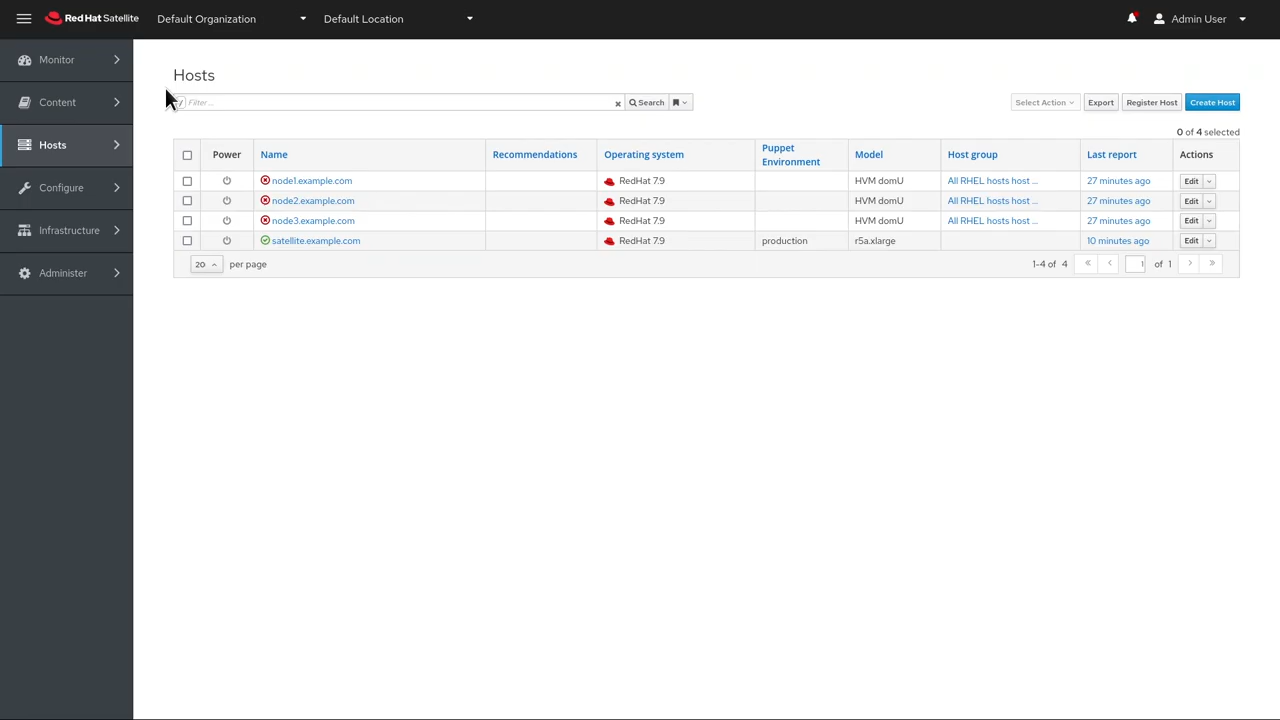 Red Hat Satellite Default Organization Default Location Admin User
Monitor
Content
Hosts
Configure
Infrastructure
Administer
Hosts
/ Filter ... × Search Select Action Export Register Host Create Host
0 of 4 selected
Power Name Recommendations Operating system Puppet Environment Model Host group Last report Actions
node1.example.com RedHat 7.9 HVM domU All RHEL hosts host ... 27 minutes ago Edit
node2.example.com RedHat 7.9 HVM domU All RHEL hosts host ... 27 minutes ago Edit
node3.example.com RedHat 7.9 HVM domU All RHEL hosts host ... 27 minutes ago Edit
satellite.example.com RedHat 7.9 production r5a.xlarge 10 minutes ago Edit
20 per page 1-4 of 4 « ‹ 1 of 1 › »